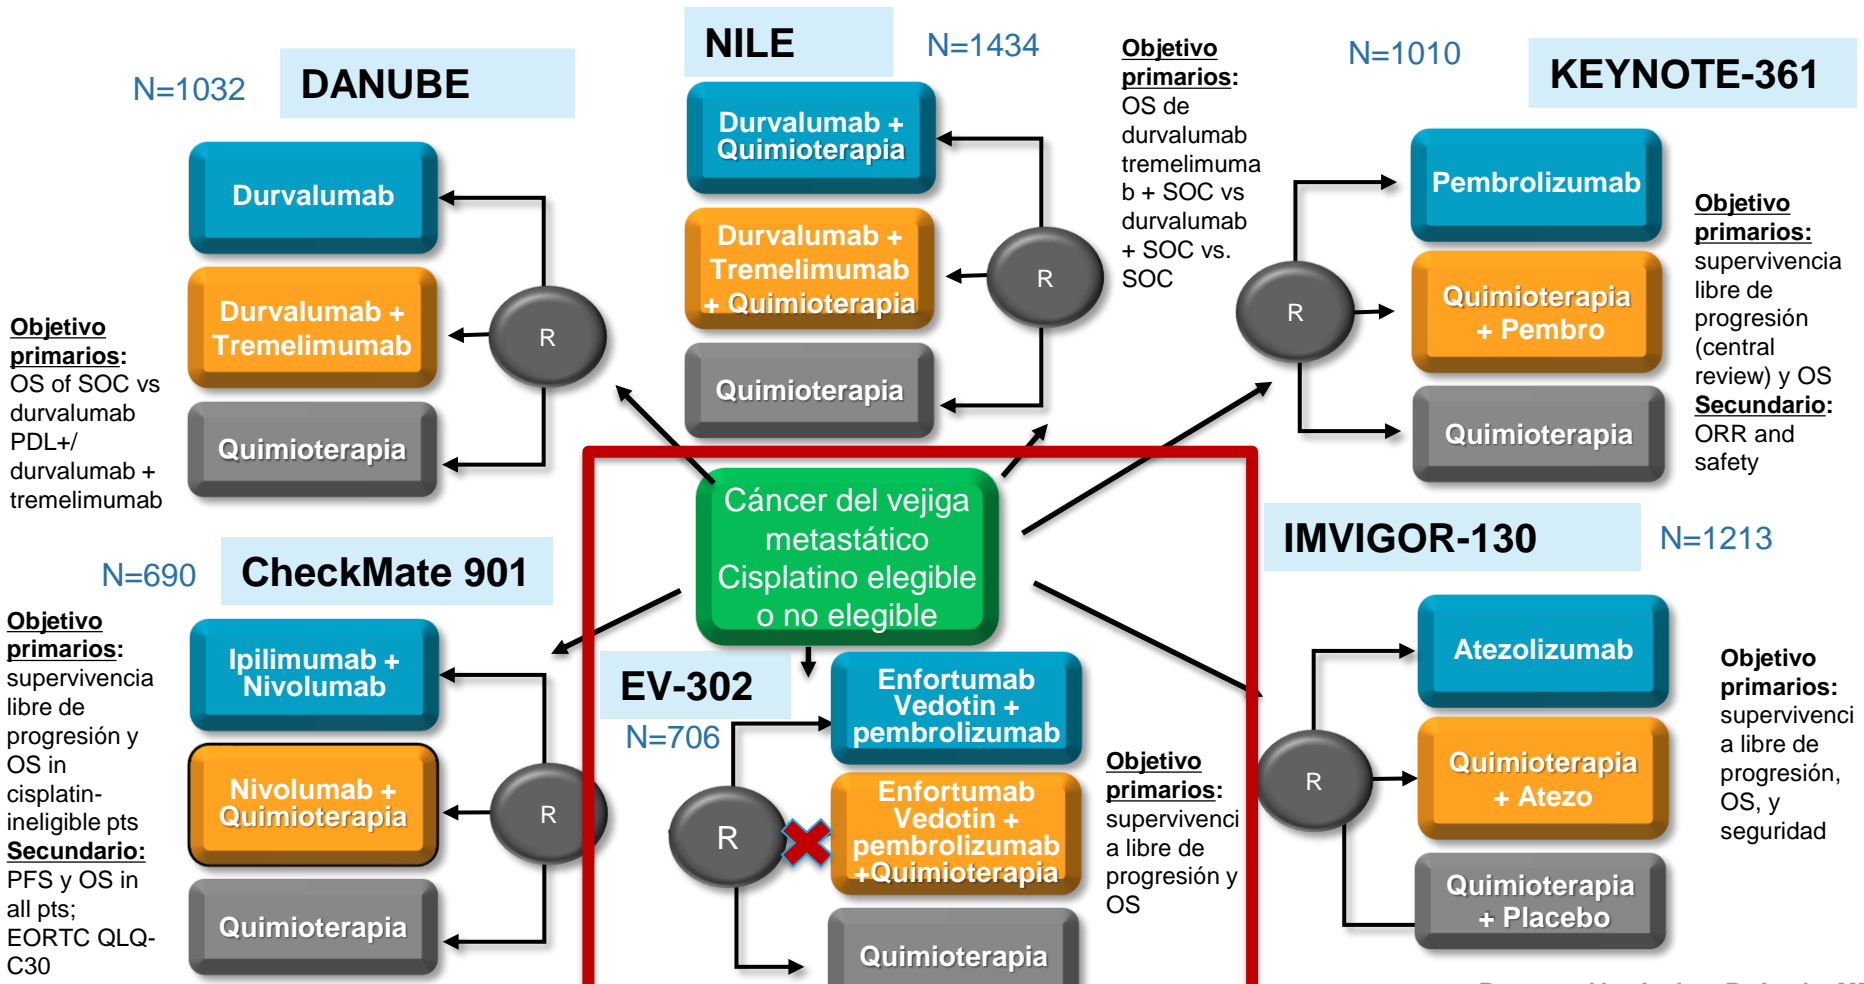 DANUBE
N=1032
Durvalumab
Durvalumab +
Tremelimumab
Quimioterapia
R
Objetivo
primarios:
OS of SOC vs
durvalumab
PDL+/
durvalumab +
tremelimumab
NILE
N=1434
Durvalumab +
Quimioterapia
Durvalumab +
Tremelimumab
+ Quimioterapia
Quimioterapia
R
Objetivo
primarios:
OS de
durvalumab
tremelimuma
b + SOC vs
durvalumab
+ SOC vs.
SOC
N=1010
KEYNOTE-361
Pembrolizumab
Quimioterapia
+ Pembro
Quimioterapia
R
Objetivo
primarios:
supervivencia
libre de
progresión
(central
review) y OS
Secundario:
ORR and
safety
Cáncer del vejiga
metastático
Cisplatino elegible
o no elegible
N=690
CheckMate 901
Objetivo
primarios:
supervivencia
libre de
progresión y
OS in
cisplatin-
ineligible pts
Secundario:
PFS y OS in
all pts;
EORTC QLQ-
C30
Ipilimumab +
Nivolumab
Nivolumab +
Quimioterapia
Quimioterapia
R
EV-302
N=706
R
Enfortumab
Vedotin +
pembrolizumab
Enfortumab
Vedotin +
pembrolizumab
+Quimioterapia
Quimioterapia
Objetivo
primarios:
supervivenci
a libre de
progresión y
OS
IMVIGOR-130
N=1213
R
Atezolizumab
Quimioterapia
+ Atezo
Quimioterapia
+ Placebo
Objetivo
primarios:
supervivenci
a libre de
progresión,
OS, y
seguridad